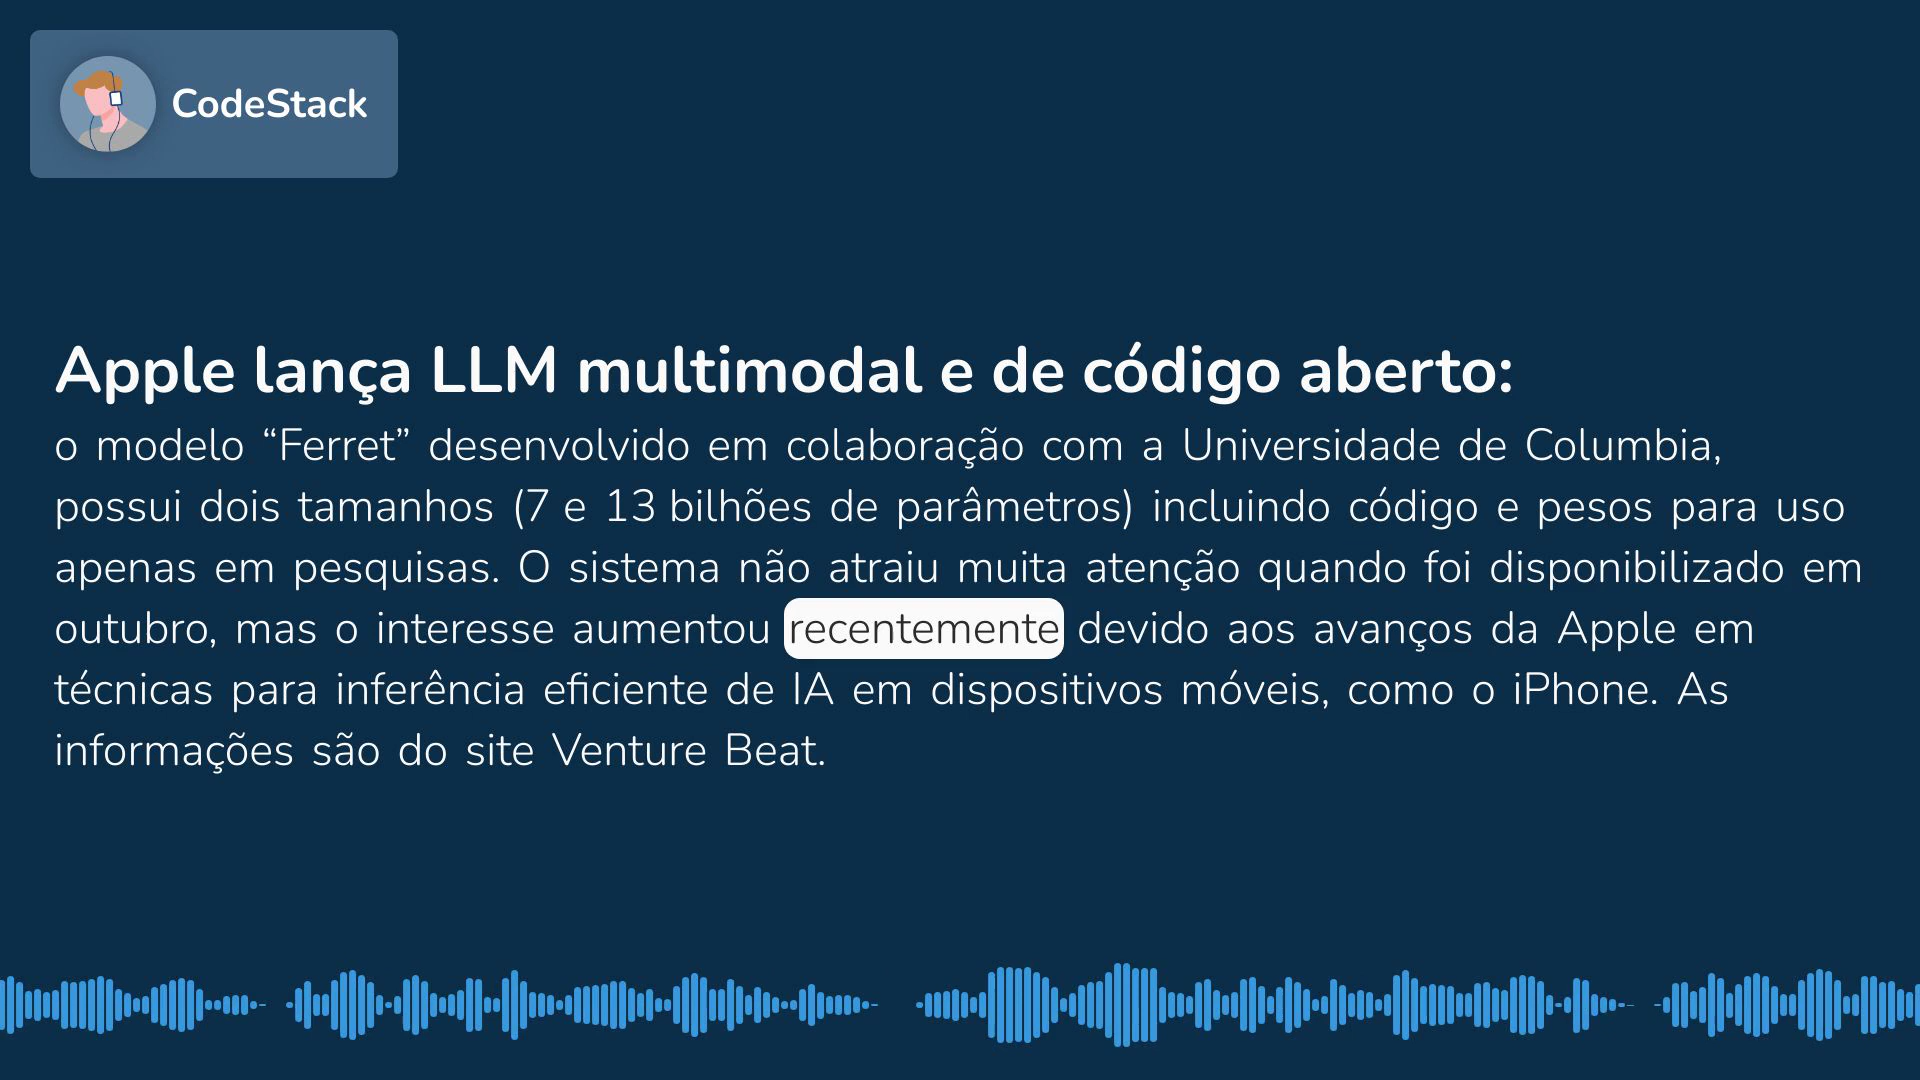 CodeStack
Apple lança LLM multimodal e de código aberto:
o modelo “Ferret” desenvolvido em colaboração com a Universidade de Columbia,
possui dois tamanhos (7 e 13 bilhões de parâmetros) incluindo código e pesos para uso
apenas em pesquisas. O sistema não atraiu muita atenção quando foi disponibilizado em
outubro, mas o interesse aumentou recentemente devido aos avanços da Apple em
técnicas para inferência eficiente de IA em dispositivos móveis, como o iPhone. As
informações são do site Venture Beat.